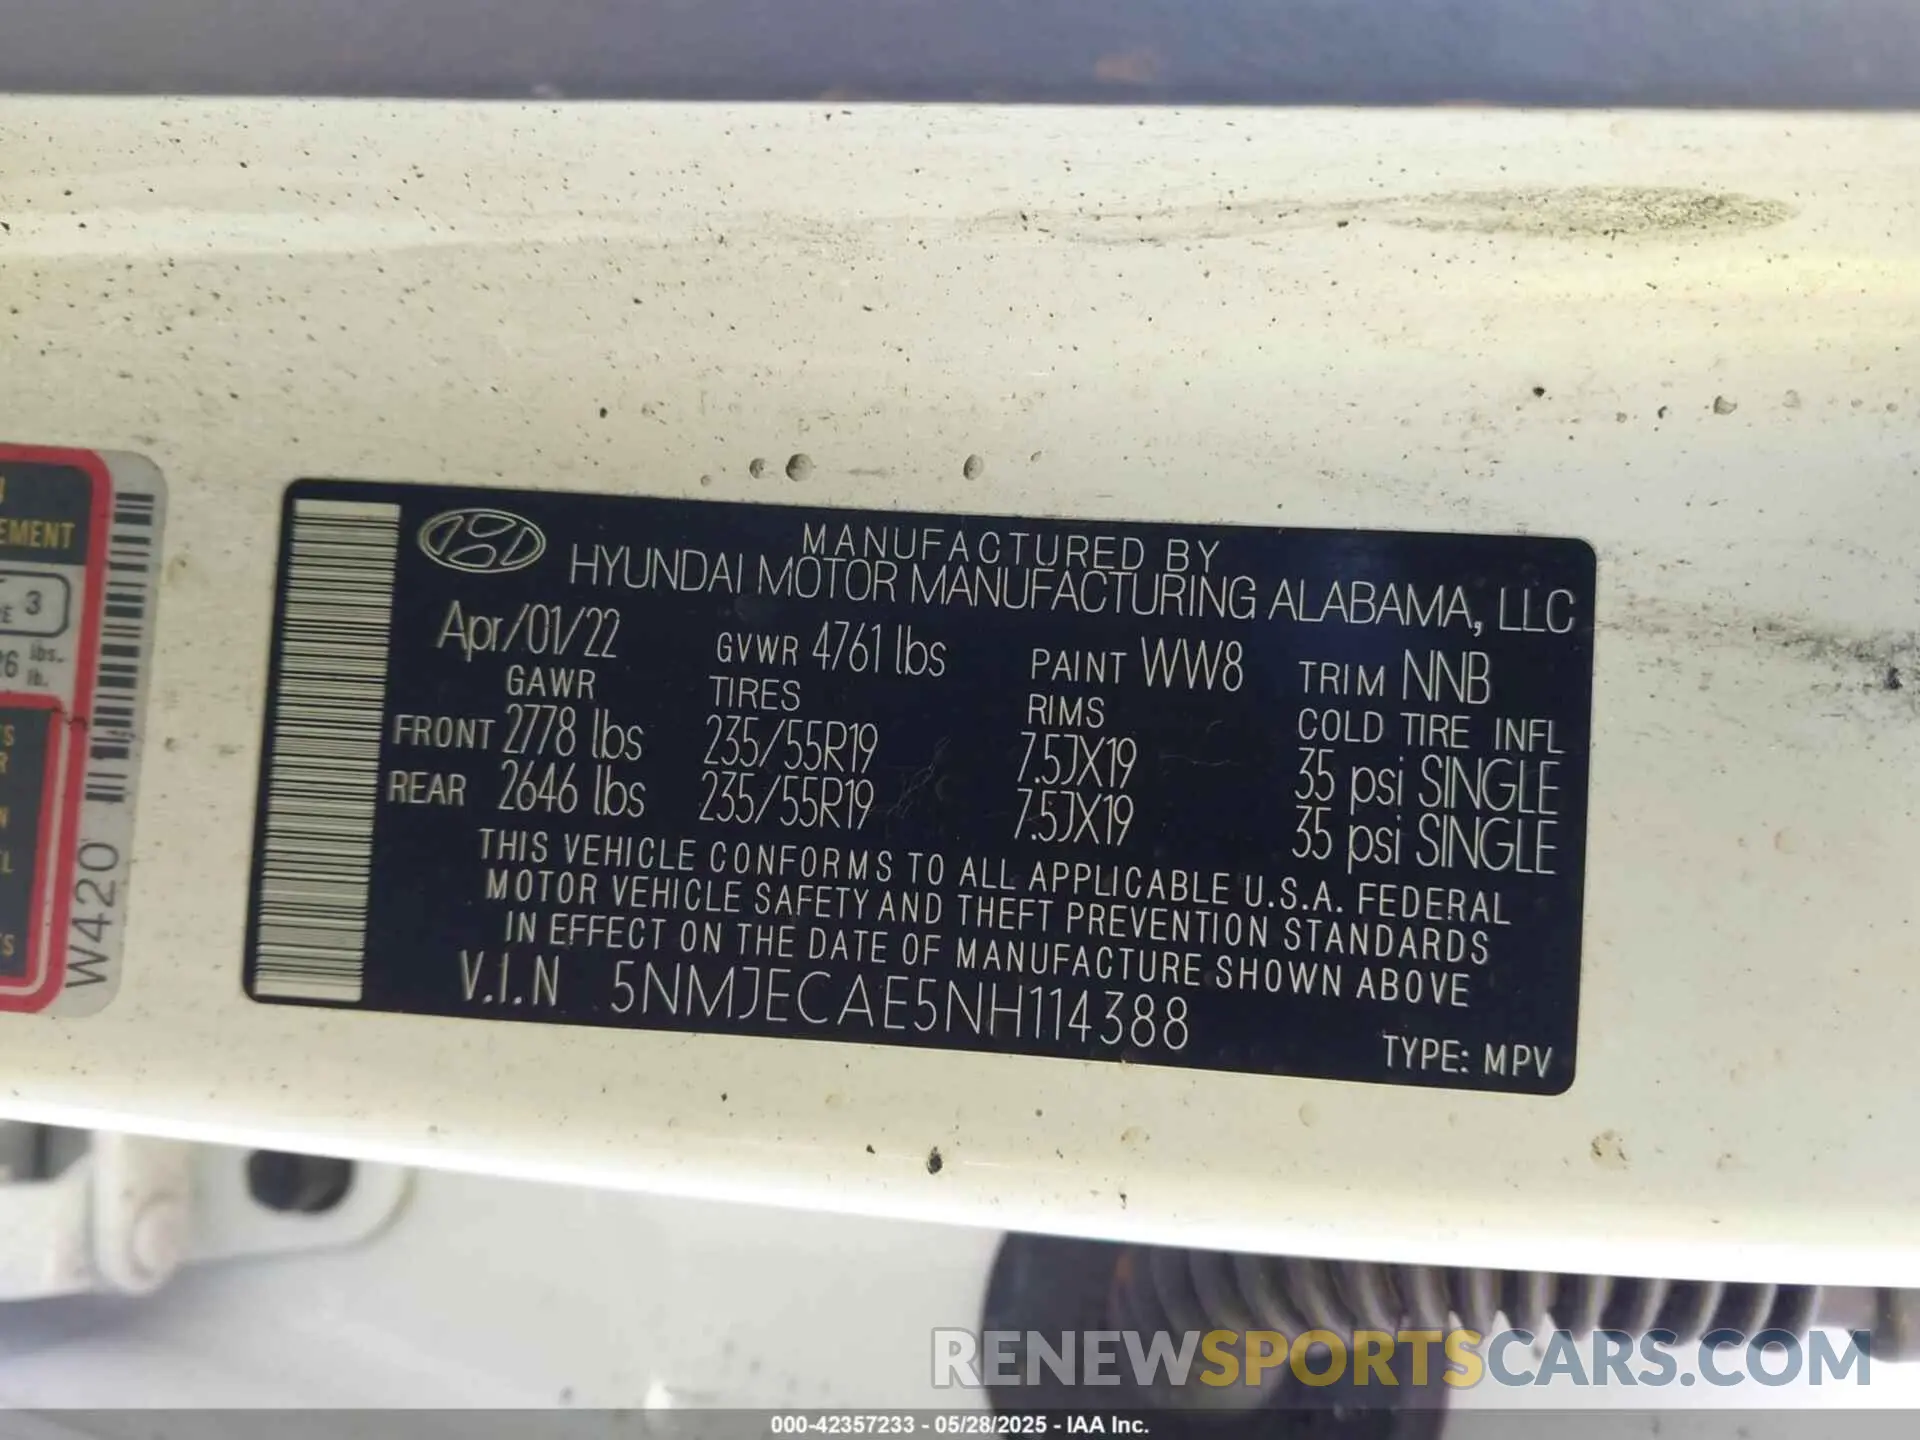 EMENT
3
lbs.
lb.
W420
MANUFACTURED BY
HYUNDAI MOTOR MANUFACTURING ALABAMA, LLC
Apr/01/22 GVWR 4761 lbs PAINT WW8 TRIM NNB
GAWR TIRES RIMS COLD TIRE INFL
FRONT 2778 lbs 235/55R19 7.5JX19 35 psi SINGLE
REAR 2646 lbs 235/55R19 7.5JX19 35 psi SINGLE
THIS VEHICLE CONFORMS TO ALL APPLICABLE U.S.A. FEDERAL
MOTOR VEHICLE SAFETY AND THEFT PREVENTION STANDARDS
IN EFFECT ON THE DATE OF MANUFACTURE SHOWN ABOVE
V.I.N 5NMJECAE5NH114388
TYPE: MPV
RENEWSPORTSCARS.COM
000-42357233 - 05/28/2025 - IAA Inc.